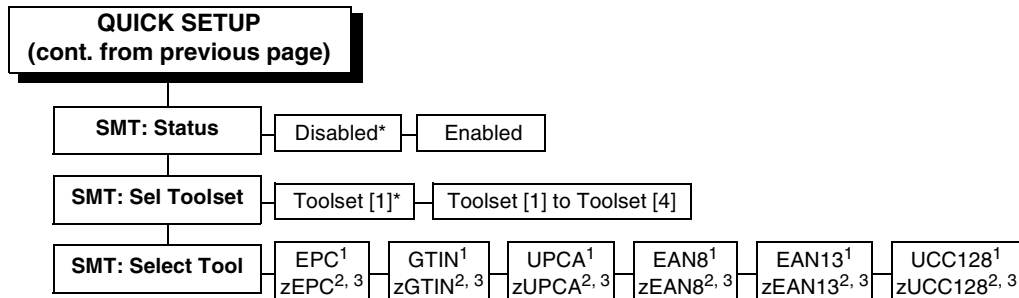 QUICK SETUP
(cont. from previous page)
SMT: Status
Disabled*
Enabled
SMT: Sel Toolset
Toolset [1]*
Toolset [1] to Toolset [4]
SMT: Select Tool
EPC1
zEPC2, 3
GTIN1
zGTIN2, 3
UPCA1
zUPCA2, 3
EAN81
zEAN82, 3
EAN131
zEAN132, 3
UCC1281
zUCC1282, 3